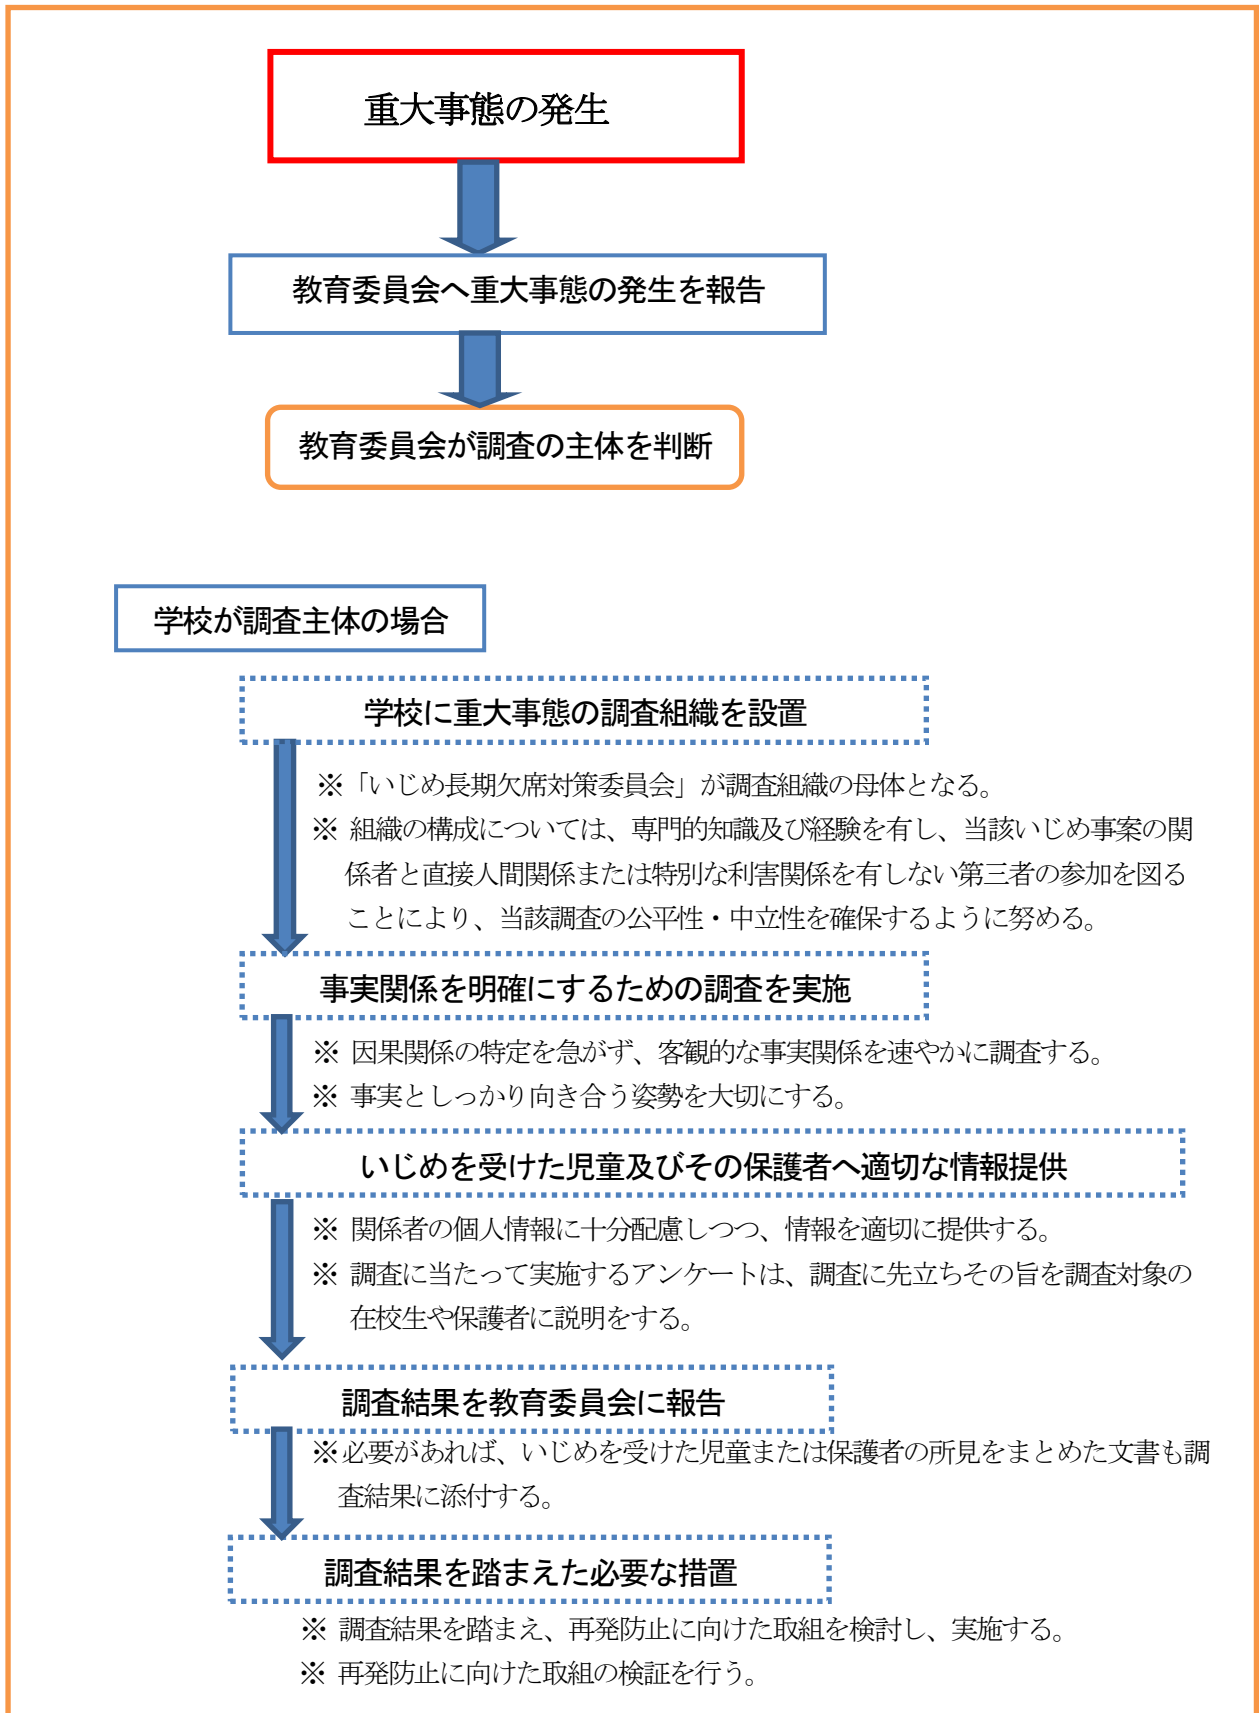 重大事態の発生
教育委員会へ重大事態の発生を報告
教育委員会が調査の主体を判断
学校が調査主体の場合
学校に重大事態の調査組織を設置
※「いじめ長期欠席対策委員会」が調査組織の母体となる。
※ 組織の構成については、専門的知識及び経験を有し、当該いじめ事案の関
係者と直接人間関係または特別な利害関係を有しない第三者の参加を図る
ことにより、当該調査の公平性・中立性を確保するように努める。
事実関係を明確にするための調査を実施
※ 因果関係の特定を急がず、客観的な事実関係を速やかに調査する。
※ 事実としっかり向き合う姿勢を大切にする。
いじめを受けた児童及びその保護者へ適切な情報提供
※ 関係者の個人情報に十分配慮しつつ、情報を適切に提供する。
※ 調査に当たって実施するアンケートは、調査に先立ちその旨を調査対象の
在校生や保護者に説明をする。
調査結果を教育委員会に報告
※必要があれば、いじめを受けた児童または保護者の所見をまとめた文書も調
査結果に添付する。
調査結果を踏まえた必要な措置
※ 調査結果を踏まえ、再発防止に向けた取組を検討し、実施する。
※ 再発防止に向けた取組の検証を行う。